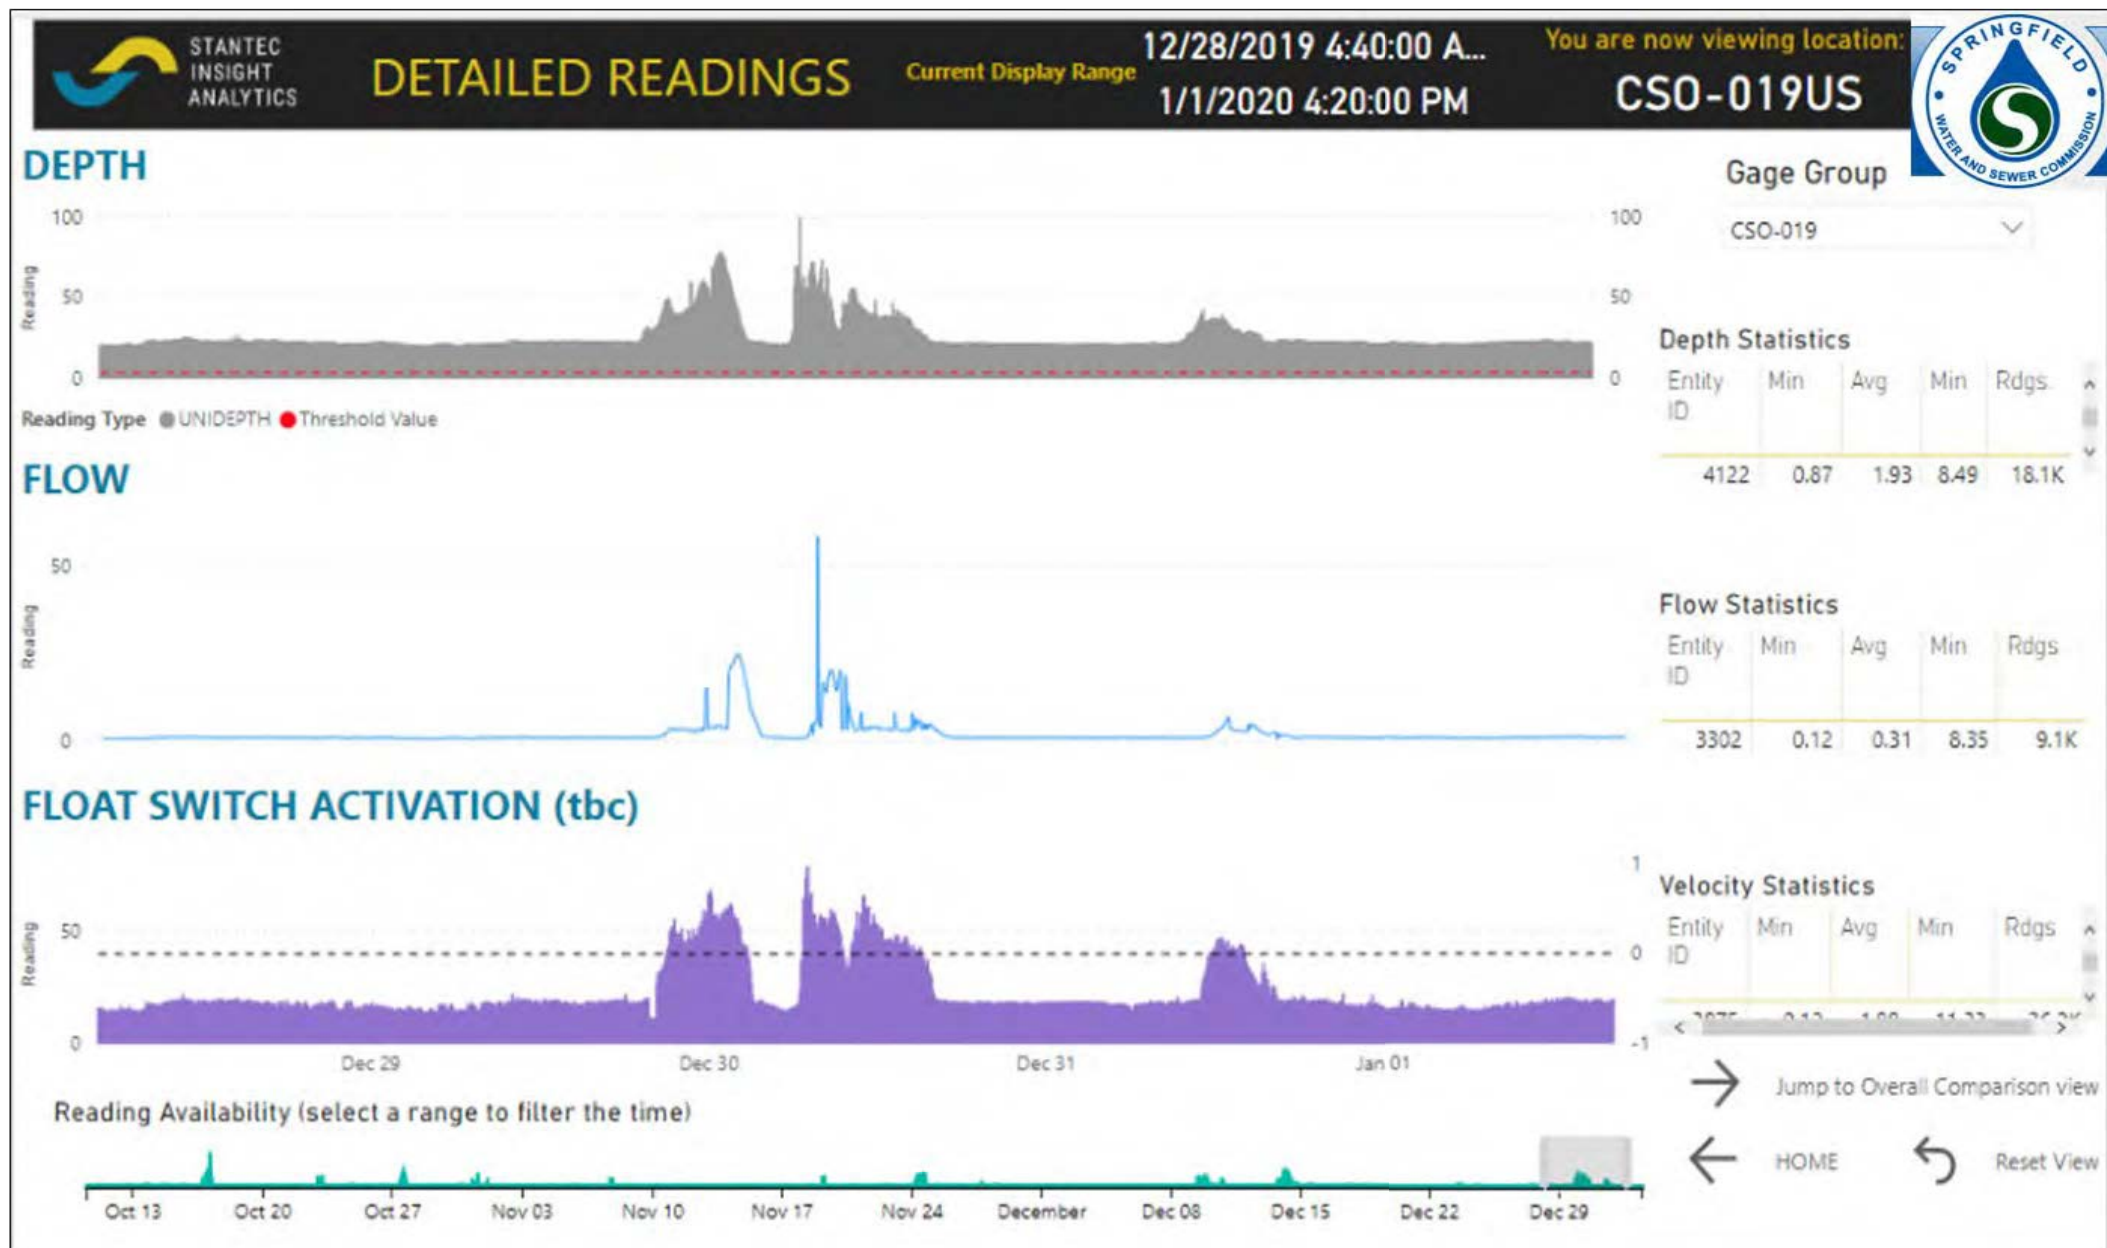 STANTEC
INSIGHT
ANALYTICS
DETAILED READINGS
Current Display Range
12/28/2019 4:40:00 A...
1/1/2020 4:20:00 PM
You are now viewing location:
CSO-019US
SPRINGFIELD
WATER AND SEWER COMMISSION
S
DEPTH
Reading
100
50
0
100
50
0
Reading Type UNIDEPTH Threshold Value
Gage Group
CSO-019
Depth Statistics
Entity ID Min Avg Min Rdgs
4122 0.87 1.93 8.49 18.1K
FLOW
Reading
50
0
Flow Statistics
Entity ID Min Avg Min Rdgs
3302 0.12 0.31 8.35 9.1K
FLOAT SWITCH ACTIVATION (tbc)
Reading
50
0
1
0
-1
Dec 29 Dec 30 Dec 31 Jan 01
Velocity Statistics
Entity ID Min Avg Min Rdgs
Jump to Overall Comparison view
HOME
Reset View
Reading Availability (select a range to filter the time)
Oct 13 Oct 20 Oct 27 Nov 03 Nov 10 Nov 17 Nov 24 December Dec 08 Dec 15 Dec 22 Dec 29